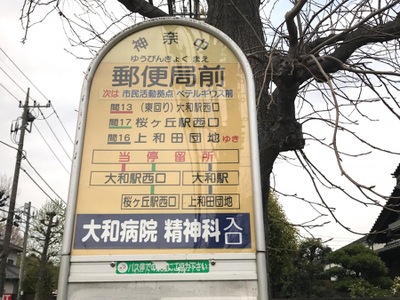 神奈中
ゆうびんきょくまえ
郵便局前
次は 市民活動拠点 ベテルギウス前
間13 (東回り) 大和駅西口
間17 桜ヶ丘駅西口
間16 上和田団地 ゆき
当停留所
大和駅西口 大和駅
桜ヶ丘駅西口 上和田団地
大和病院 精神科 入口